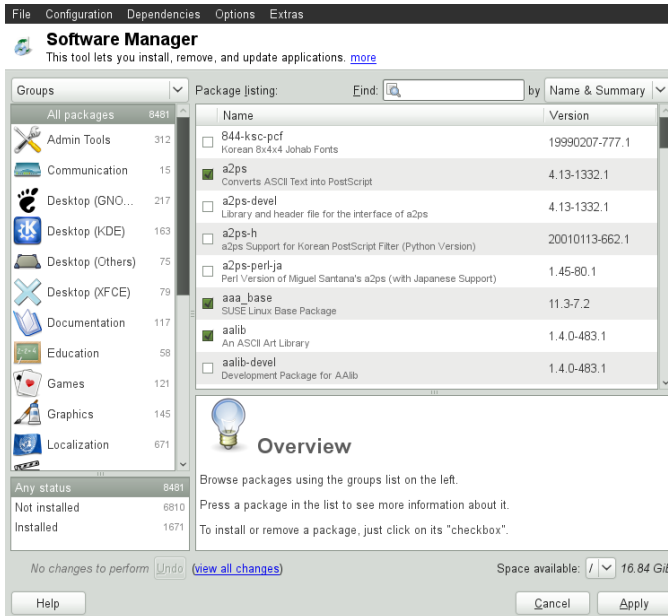 File Configuration Dependencies Options Extras
Software Manager
This tool lets you install, remove, and update applications. more
Groups
Package listing: Find: by Name & Summary
All packages 8481
Admin Tools 312
Communication 15
Desktop (GNO... 217
Desktop (KDE) 163
Desktop (Others) 75
Desktop (XFCE) 79
Documentation 117
Education 58
Games 121
Graphics 145
Localization 671
Name Version
844-ksc-pcf 19990207-777.1
Korean 8x4x4 Johab Fonts
a2ps 4.13-1332.1
Converts ASCII Text into PostScript
a2ps-devel 4.13-1332.1
Library and header file for the interface of a2ps
a2ps-h 20010113-662.1
a2ps Support for Korean PostScript Filter (Python Version)
a2ps-perl-ja 1.45-80.1
Perl Version of Miguel Santana's a2ps (with Japanese Support)
aaa_base 11.3-7.2
SUSE Linux Base Package
aalib 1.4.0-483.1
An ASCII Art Library
aalib-devel 1.4.0-483.1
Development Package for AAlib
Any status 8481
Not installed 6810
Installed 1671
Overview
Browse packages using the groups list on the left.
Press a package in the list to see more information about it.
To install or remove a package, just click on its "checkbox".
No changes to perform Undo (view all changes) Space available: / 16.84 GiB
Help Cancel Apply